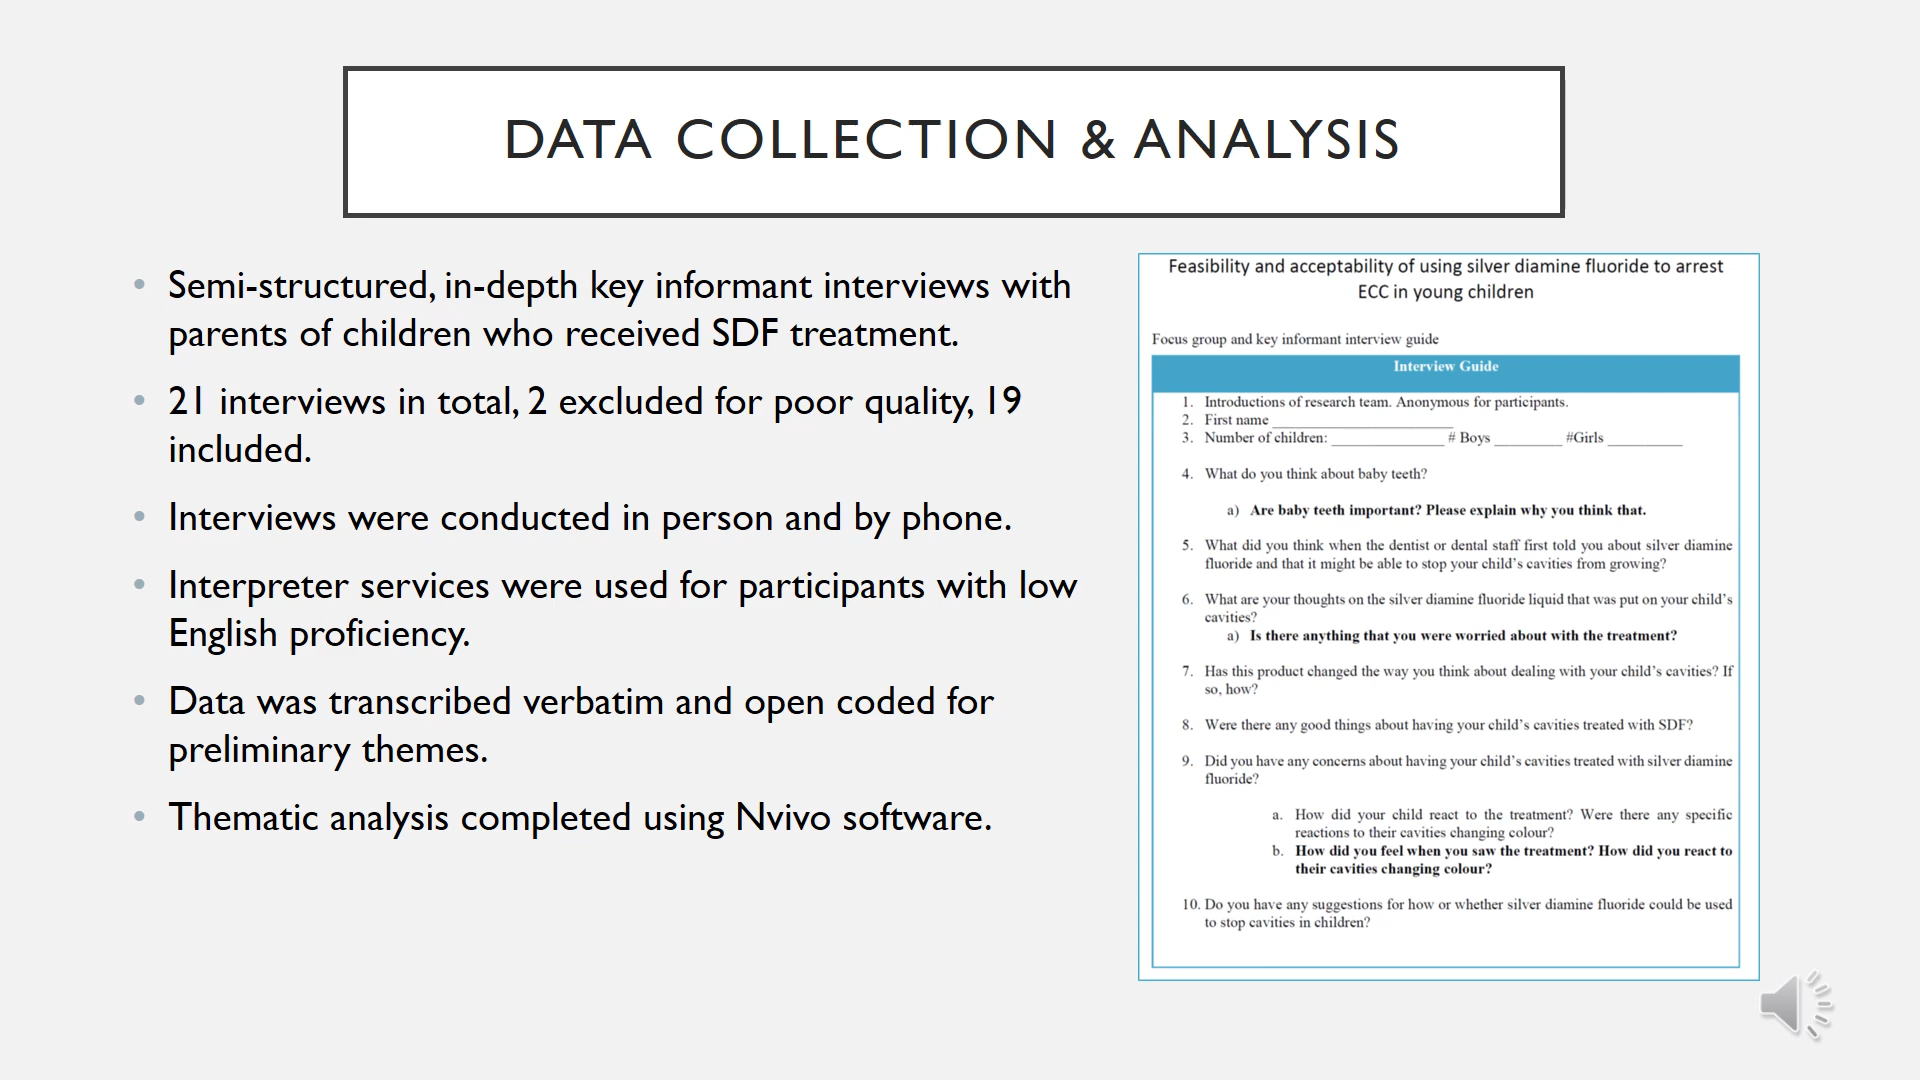 DATA COLLECTION & ANALYSIS
• Semi-structured, in-depth key informant interviews with
parents of children who received SDF treatment.
• 21 interviews in total, 2 excluded for poor quality, 19
included.
• Interviews were conducted in person and by phone.
• Interpreter services were used for participants with low
English proficiency.
• Data was transcribed verbatim and open coded for
preliminary themes.
• Thematic analysis completed using Nvivo software.
Feasibility and acceptability of using silver diamine fluoride to arrest
ECC in young children
Focus group and key informant interview guide
Interview Guide
1. Introductions of research team. Anonymous for participants.
2. First name ________________________
3. Number of children: _______________ # Boys _________ #Girls __________
4. What do you think about baby teeth?
a) Are baby teeth important? Please explain why you think that.
5. What did you think when the dentist or dental staff first told you about silver diamine
fluoride and that it might be able to stop your child's cavities from growing?
6. What are your thoughts on the silver diamine fluoride liquid that was put on your child's
cavities?
a) Is there anything that you were worried about with the treatment?
7. Has this product changed the way you think about dealing with your child's cavities? If
so, how?
8. Were there any good things about having your child's cavities treated with SDF?
9. Did you have any concerns about having your child's cavities treated with silver diamine
fluoride?
a. How did your child react to the treatment? Were there any specific
reactions to their cavities changing colour?
b. How did you feel when you saw the treatment? How did you react to
their cavities changing colour?
10. Do you have any suggestions for how or whether silver diamine fluoride could be used
to stop cavities in children?